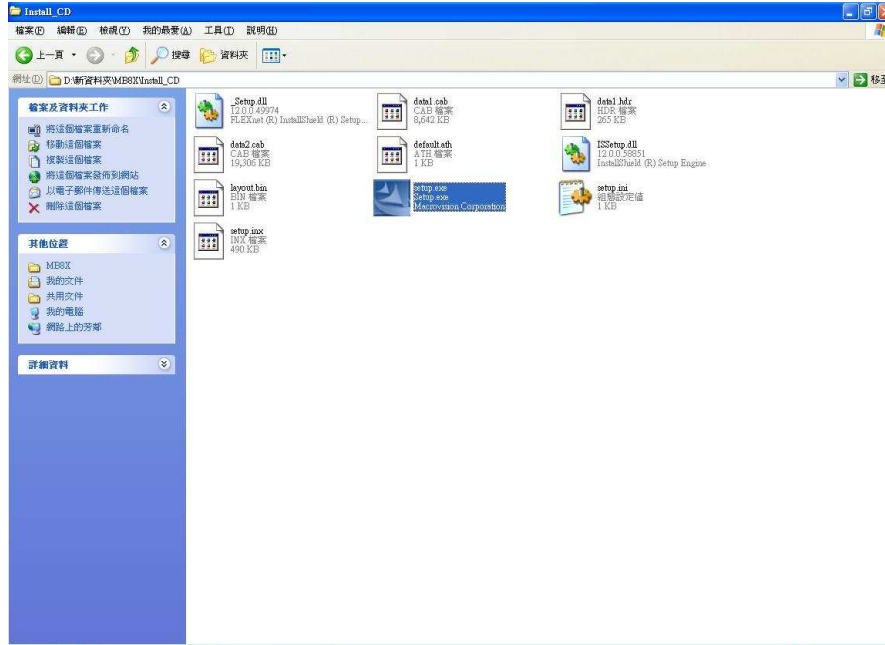 Install_CD
檔案(F) 編輯(E) 檢視(V) 我的最愛(A) 工具(T) 說明(H)
上一頁 搜尋 資料夾
網址(D) D:\新資料夾\MB8X\Install_CD 移至
檔案及資料夾工作
將這個檔案重新命名
移動這個檔案
複製這個檔案
將這個檔案發佈到網站
以電子郵件傳送這個檔案
刪除這個檔案
其他位置
MB8X
我的文件
共用文件
我的電腦
網路上的芳鄰
詳細資料
_Setup.dll
12.0.0.49974
FLEXnet (R) InstallShield (R) Setup...
data1.cab
CAB 檔案
8,642 KB
data1.hdr
HDR 檔案
265 KB
data2.cab
CAB 檔案
19,306 KB
default.ath
ATH 檔案
1 KB
ISSetup.dll
12.0.0.58851
InstallShield (R) Setup Engine
layout.bin
BIN 檔案
1 KB
setup.exe
Setup.exe
Macrovision Corporation
setup.ini
組態設定值
1 KB
setup.inx
INX 檔案
490 KB